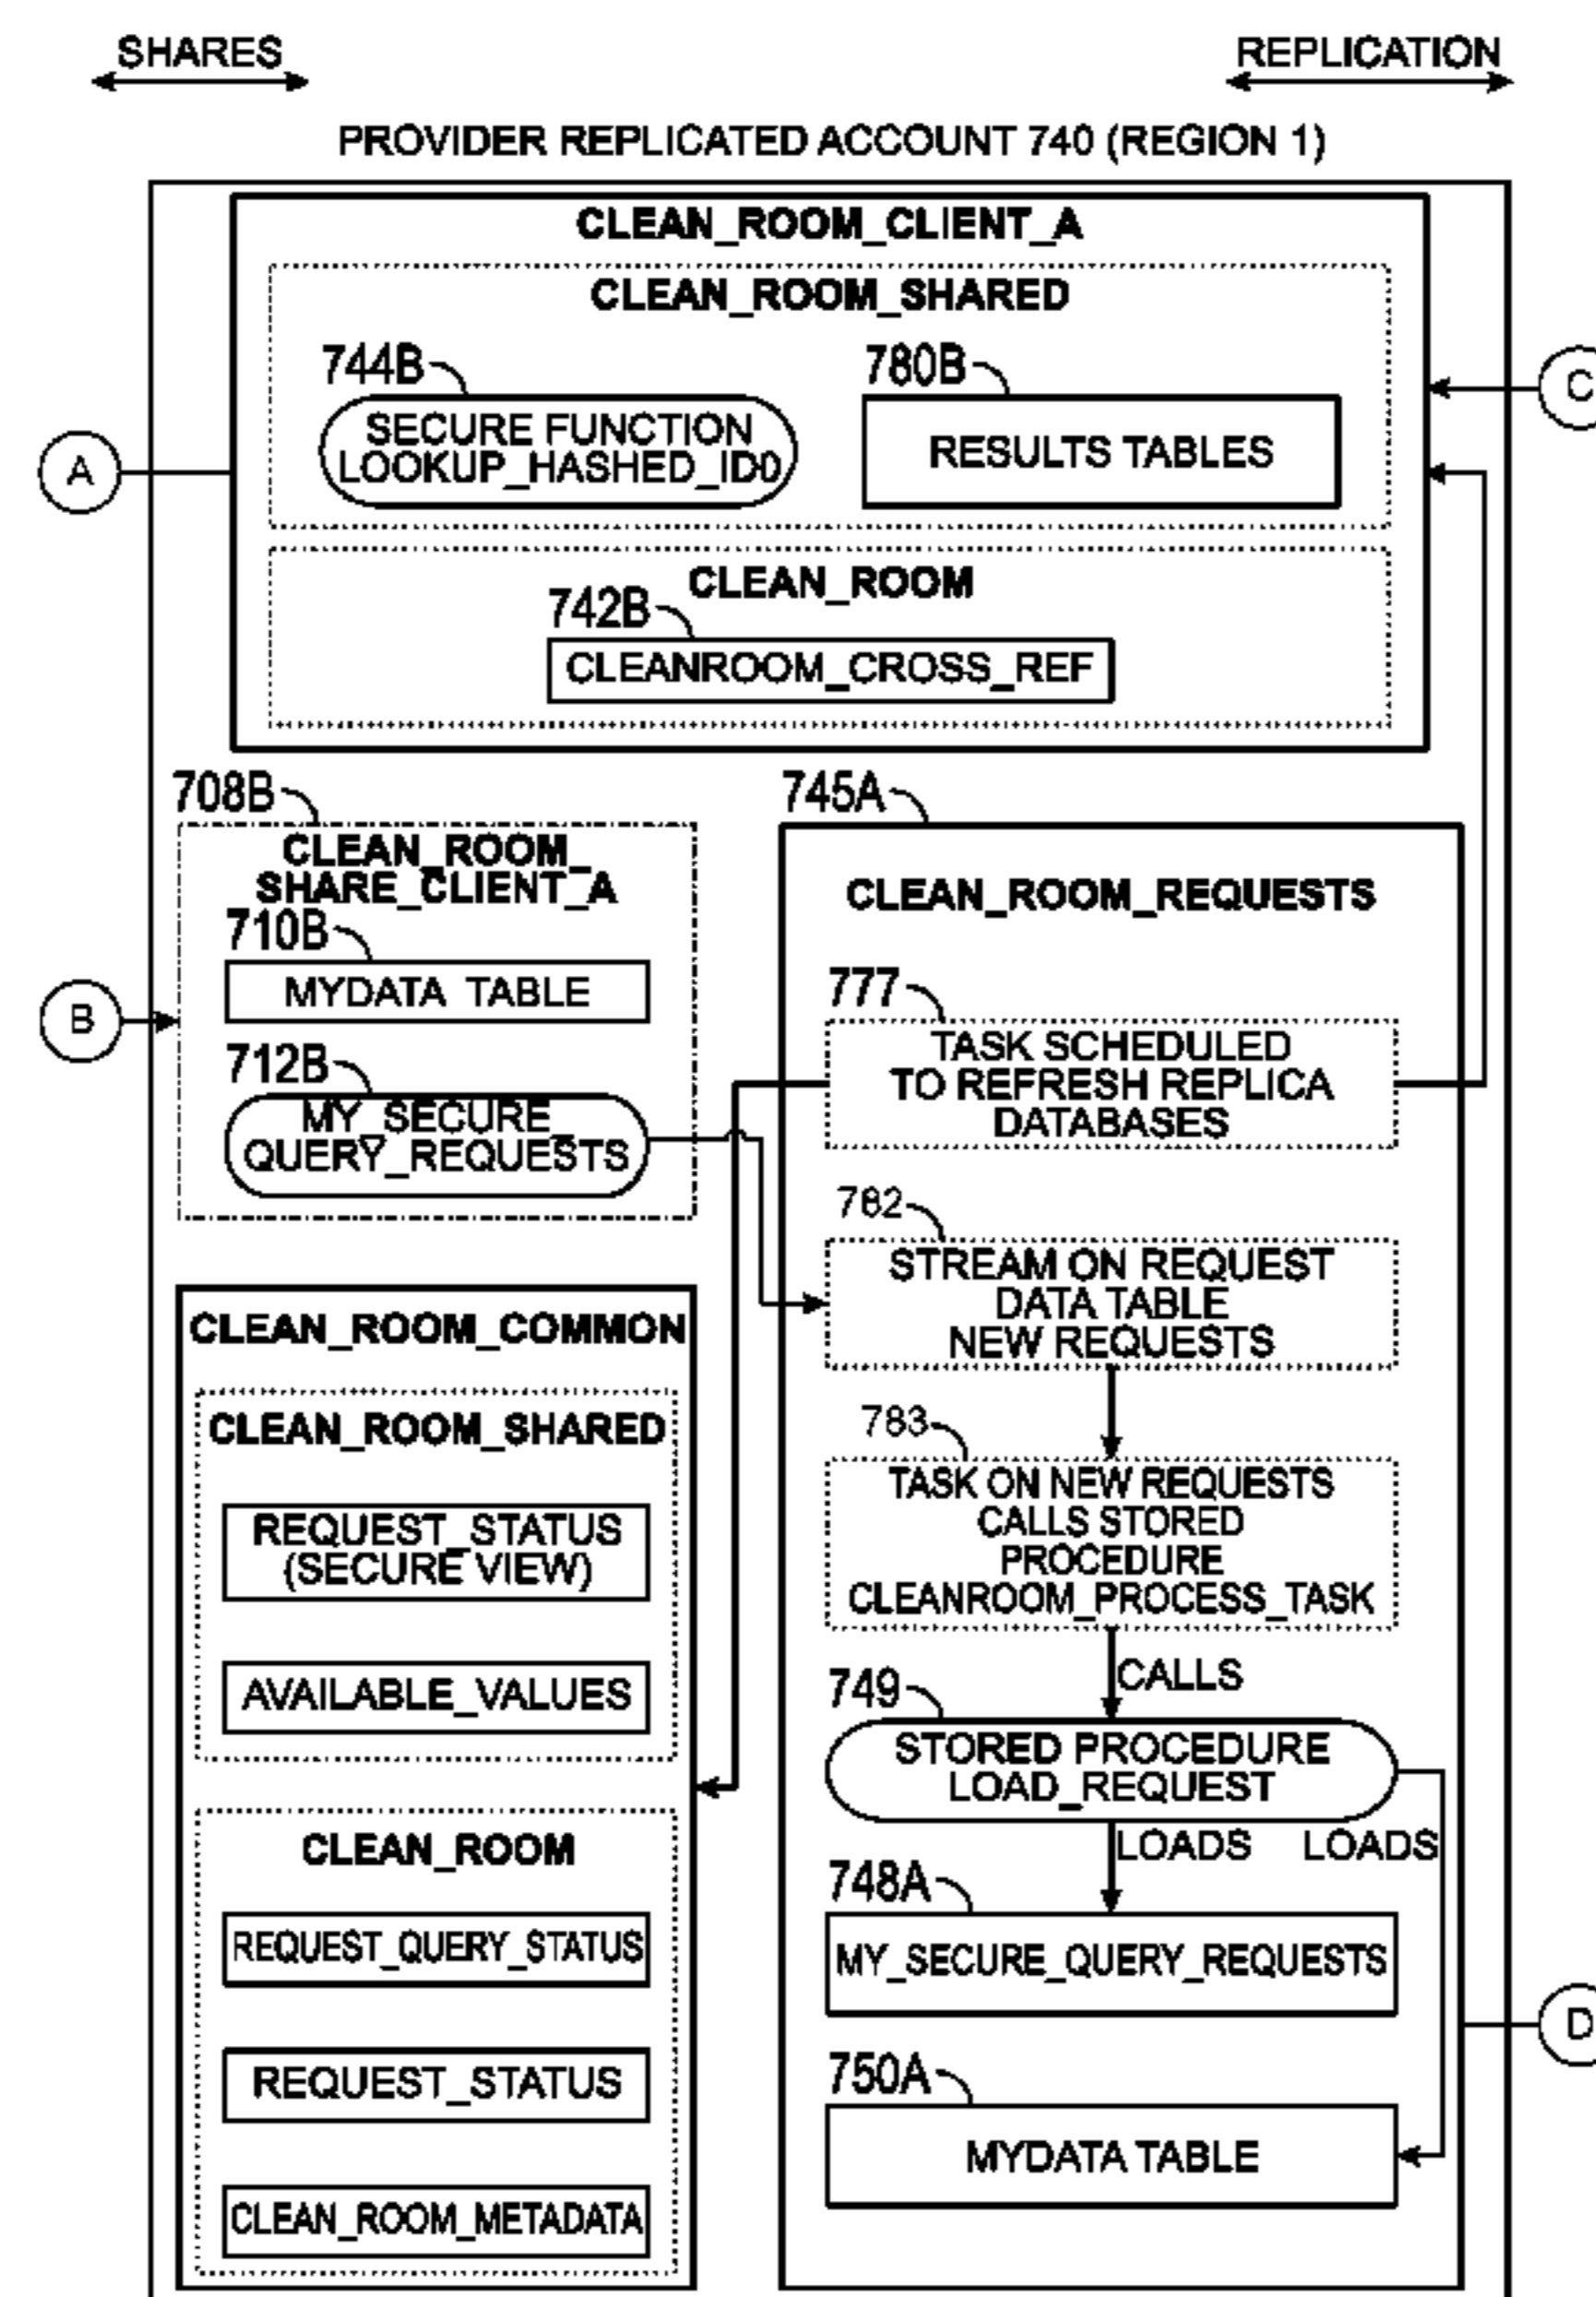 SHARES
REPLICATION
PROVIDER REPLICATED ACCOUNT 740 (REGION 1)
CLEAN_ROOM_CLIENT_A
CLEAN_ROOM_SHARED
744B
SECURE FUNCTION
LOOKUP_HASHED_ID0
780B
RESULTS TABLES
C
A
CLEAN_ROOM
742B
CLEANROOM_CROSS_REF
708B
CLEAN_ROOM_
SHARE_CLIENT_A
710B
MYDATA TABLE
B
712B
MY_SECURE_
QUERY_REQUESTS
745A
CLEAN_ROOM_REQUESTS
777
TASK SCHEDULED
TO REFRESH REPLICA
DATABASES
782
STREAM ON REQUEST
DATA TABLE
NEW REQUESTS
783
TASK ON NEW REQUESTS
CALLS STORED
PROCEDURE
CLEANROOM_PROCESS_TASK
CALLS
749
STORED PROCEDURE
LOAD_REQUEST
LOADS
LOADS
748A
MY_SECURE_QUERY_REQUESTS
D
750A
MYDATA TABLE
CLEAN_ROOM_COMMON
CLEAN_ROOM_SHARED
REQUEST_STATUS
(SECURE VIEW)
AVAILABLE_VALUES
CLEAN_ROOM
REQUEST_QUERY_STATUS
REQUEST_STATUS
CLEAN_ROOM_METADATA